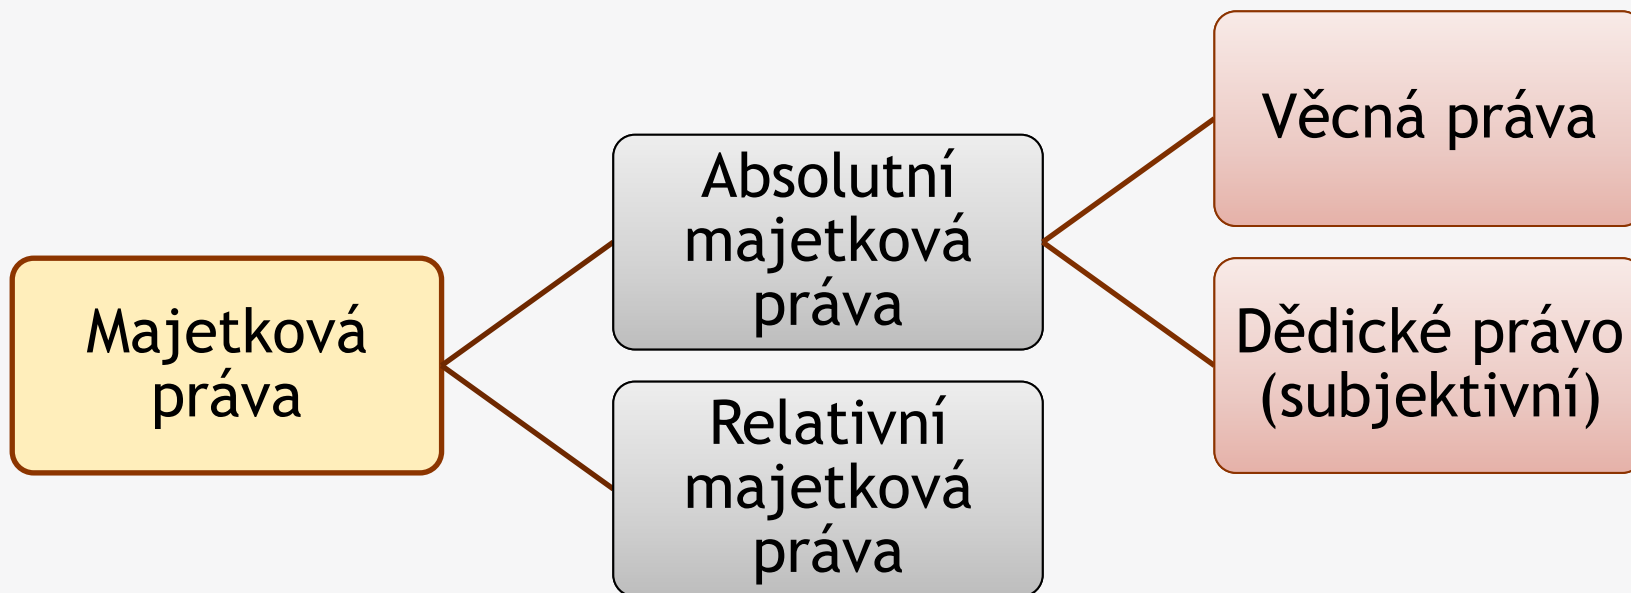 Majetková
práva
Absolutní
majetková
práva
Relativní
majetková
práva
Věcná práva
Dědické právo
(subjektivní)